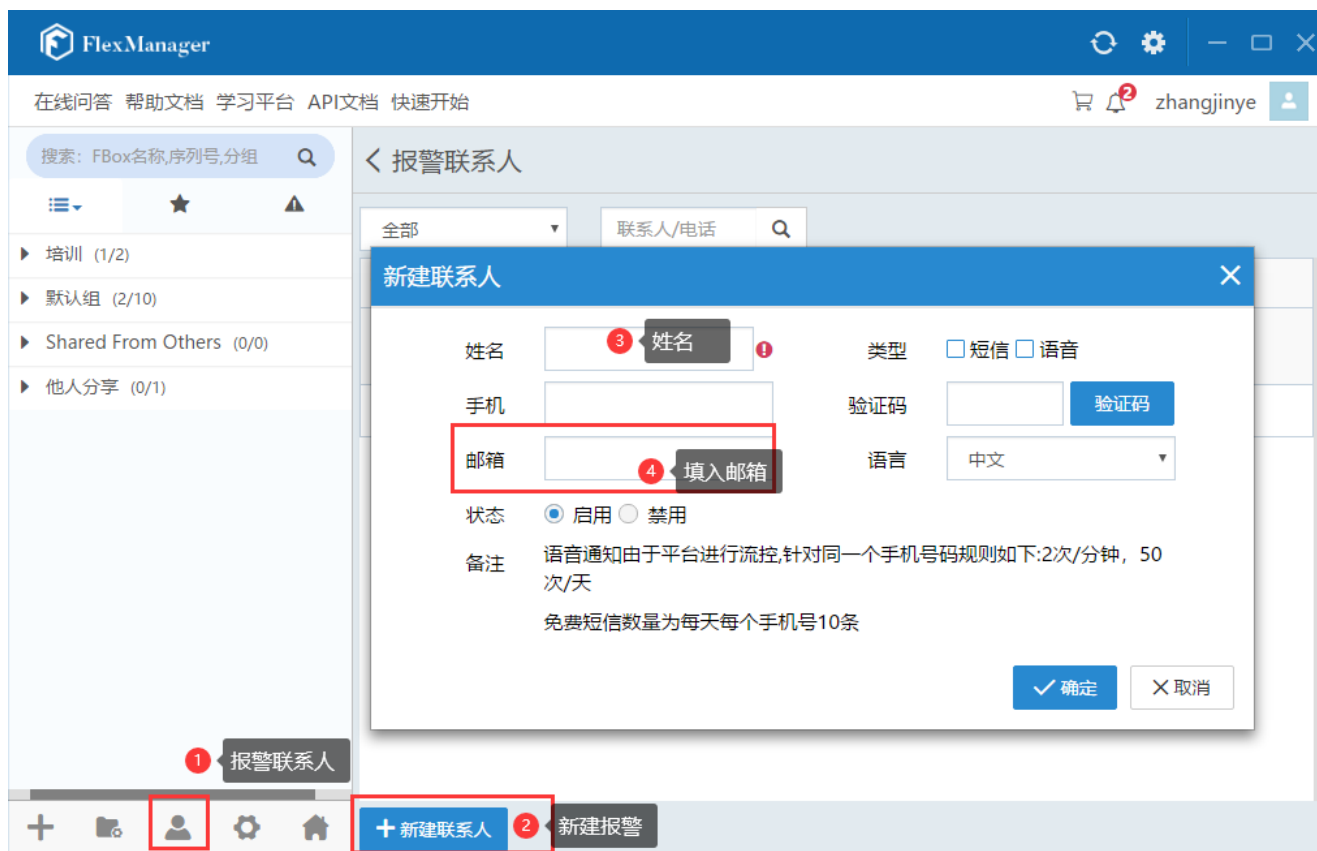 FlexManager
在线问答 帮助文档 学习平台 API文档 快速开始
2
zhangjinye
搜索：FBox名称,序列号,分组
报警联系人
全部
联系人/电话
培训 (1/2)
默认组 (2/10)
Shared From Others (0/0)
他人分享 (0/1)
新建联系人
姓名
3 姓名
类型
短信 语音
手机
验证码
验证码
邮箱
4 填入邮箱
语言
中文
状态
启用 禁用
备注
语音通知由于平台进行流控,针对同一个手机号码规则如下:2次/分钟，50
次/天
免费短信数量为每天每个手机号10条
确定
取消
1 报警联系人
新建联系人
2 新建报警